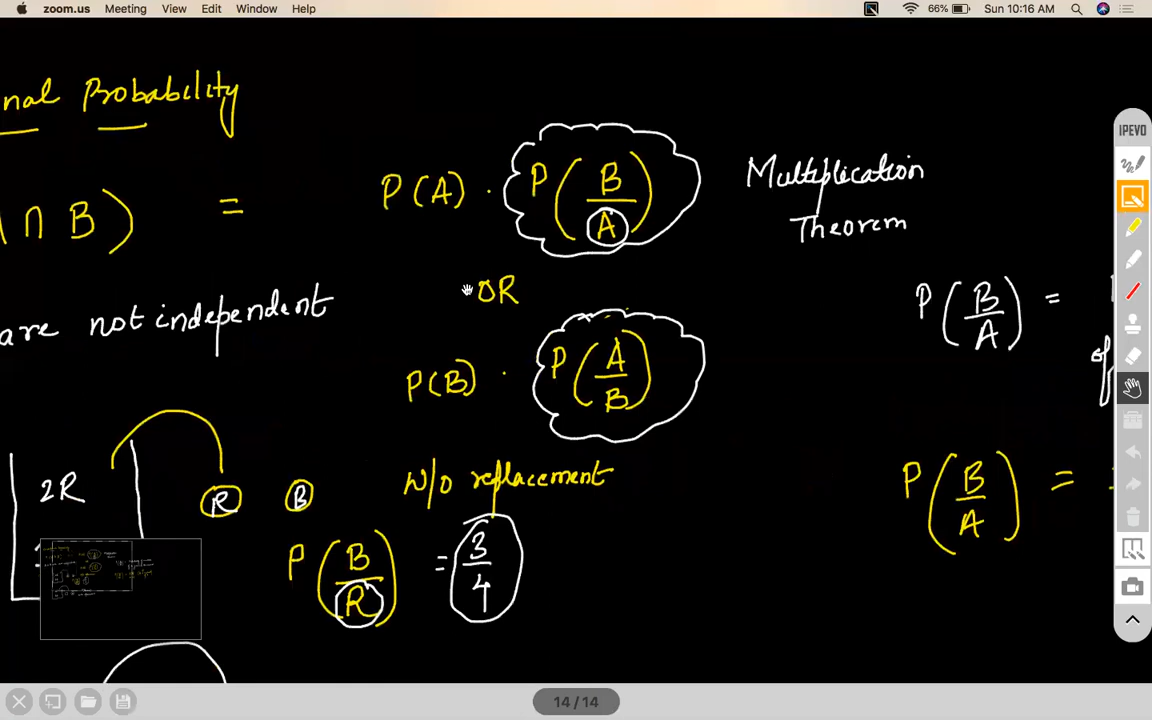 zoom.us Meeting View Edit Window Help 66% Sun 10:16 AM
nal Probability
∩ B) = P(A) · P(B/A) Multiplication
Theorem
IPEVO
OR
are not independent
P(B/A) =
of
P(B) · P(A/B)
2R R B W/O replacement
P(B/A) =
P(B/R) = 3/4
14 / 14